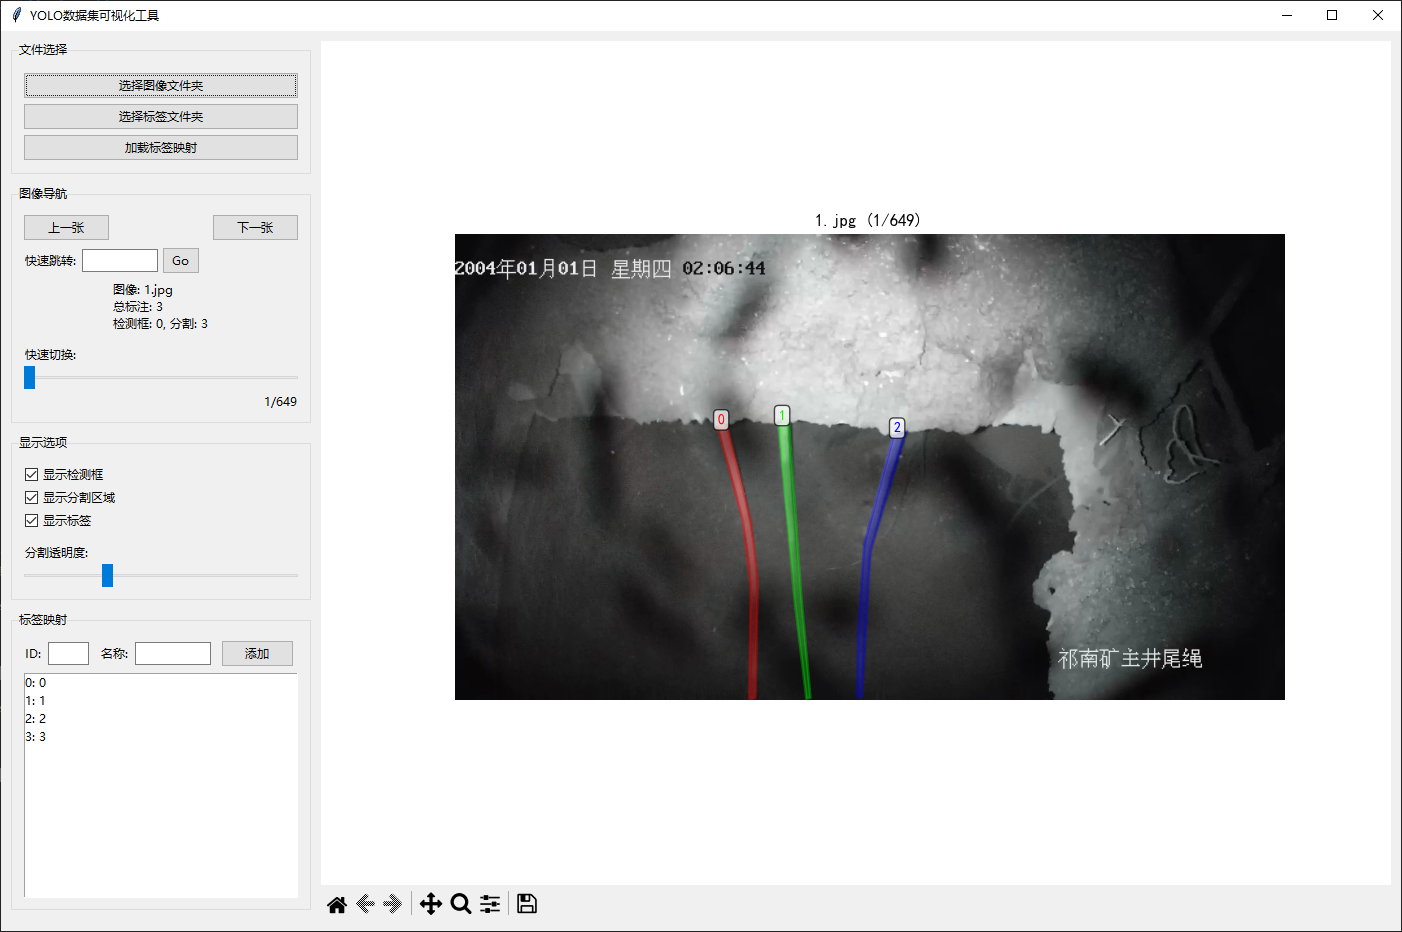 YOLO数据集可视化工具
文件选择
选择图像文件夹
选择标签文件夹
加载标签映射
图像导航
上一张 下一张
快速跳转: Go
图像: 1.jpg
总标注: 3
检测框: 0, 分割: 3
快速切换:
1/649
显示选项
显示检测框
显示分割区域
显示标签
分割透明度:
标签映射
ID: 名称: 添加
0: 0
1: 1
2: 2
3: 3
1.jpg (1/649)
2004年01月01日 星期四 02:06:44
0
1
2
祁南矿主井尾绳